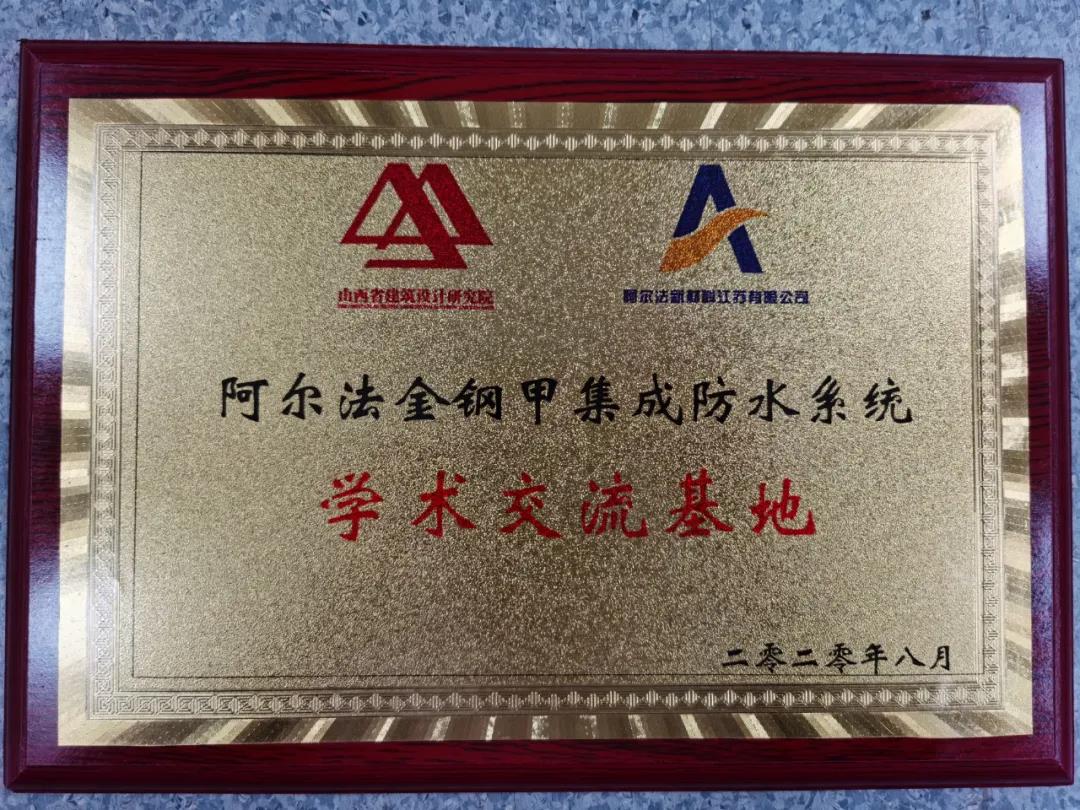 山西省建筑设计研究院
阿尔法新材料江苏有限公司
阿尔法金钢甲集成防水系统
学术交流基地
二零二零年八月